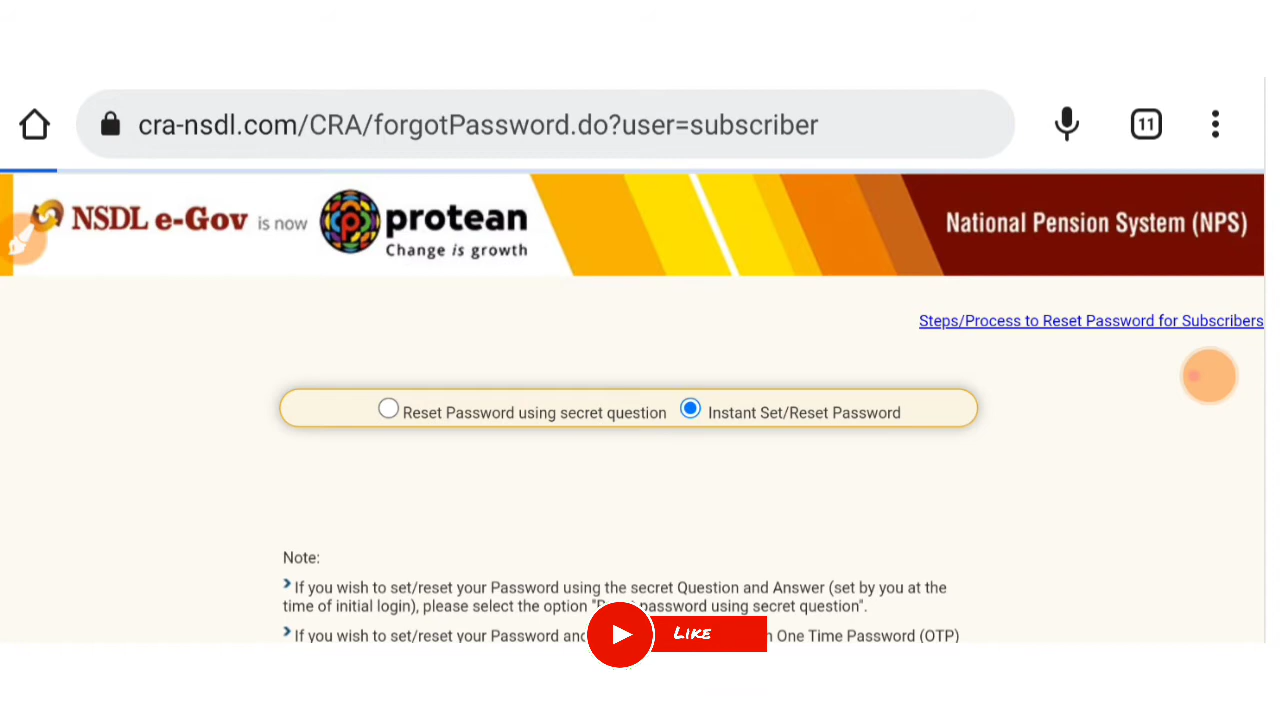 cra-nsdl.com/CRA/forgotPassword.do?user=subscriber
11
NSDL e-Gov is now protean
Change is growth
National Pension System (NPS)
Steps/Process to Reset Password for Subscribers
Reset Password using secret question Instant Set/Reset Password
Note:
If you wish to set/reset your Password using the secret Question and Answer (set by you at the
time of initial login), please select the option "Reset password using secret question".
If you wish to set/reset your Password and One Time Password (OTP)
LIKE